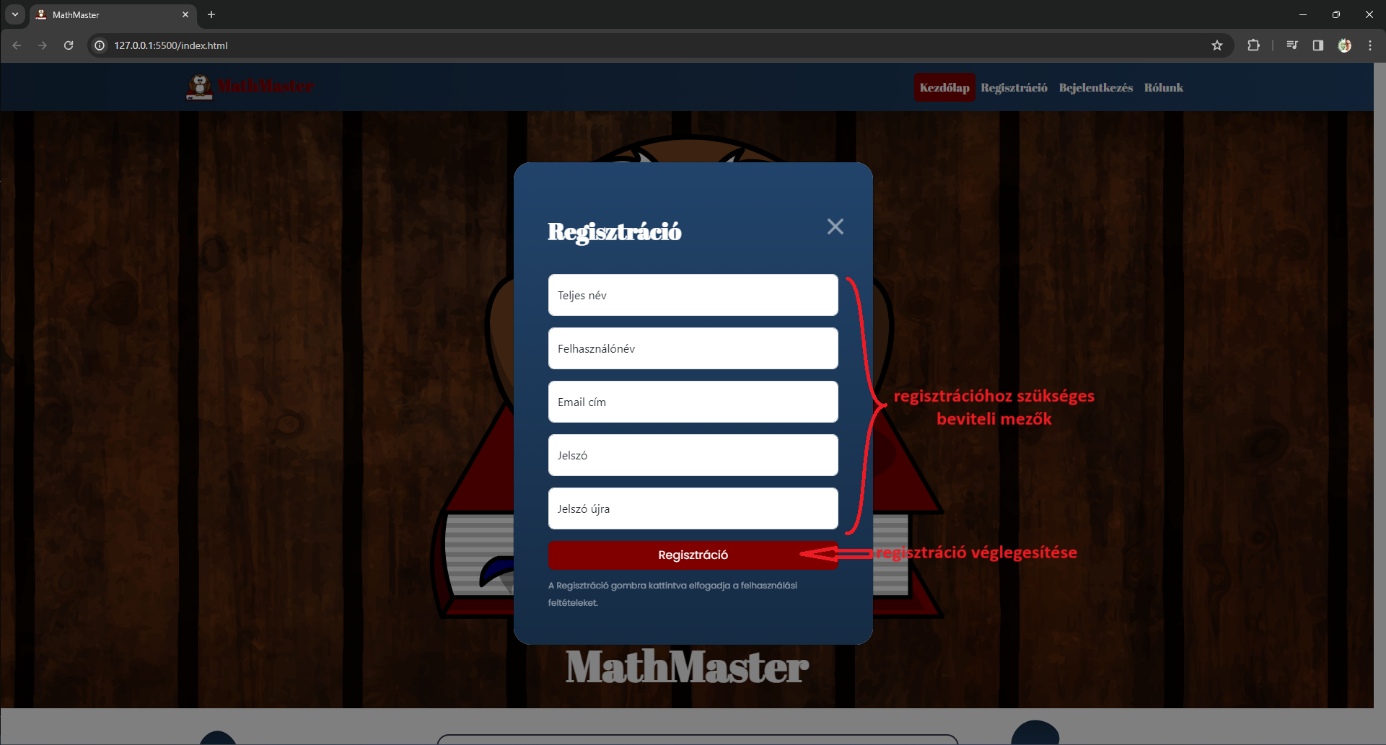 MathMaster
127.0.0.1:5500/index.html
MathMaster
Kezdőlap Regisztráció Bejelentkezés Rólunk
Regisztráció
Teljes név
Felhasználónév
Email cím
Jelszó
Jelszó újra
regisztrációhoz szükséges
beviteli mezők
Regisztráció
regisztráció véglegesítése
A Regisztráció gombra kattintva elfogadja a felhasználási
feltételeket.
MathMaster